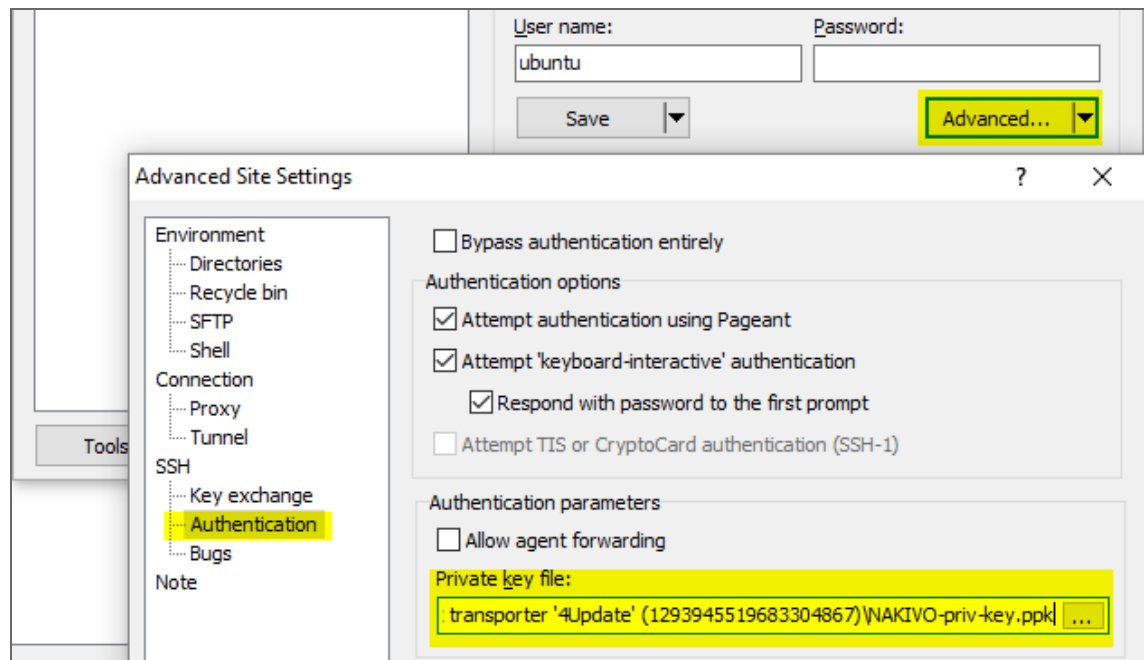 User name: Password:
ubuntu
Save Advanced...
Advanced Site Settings ? ×
Environment
Directories
Recycle bin
SFTP
Shell
Connection
Proxy
Tunnel
SSH
Key exchange
Authentication
Bugs
Note
Tools
Bypass authentication entirely
Authentication options
Attempt authentication using Pageant
Attempt 'keyboard-interactive' authentication
Respond with password to the first prompt
Attempt TIS or CryptoCard authentication (SSH-1)
Authentication parameters
Allow agent forwarding
Private key file:
transporter '4Update' (1293945519683304867)\NAKIVO-priv-key.ppk ...